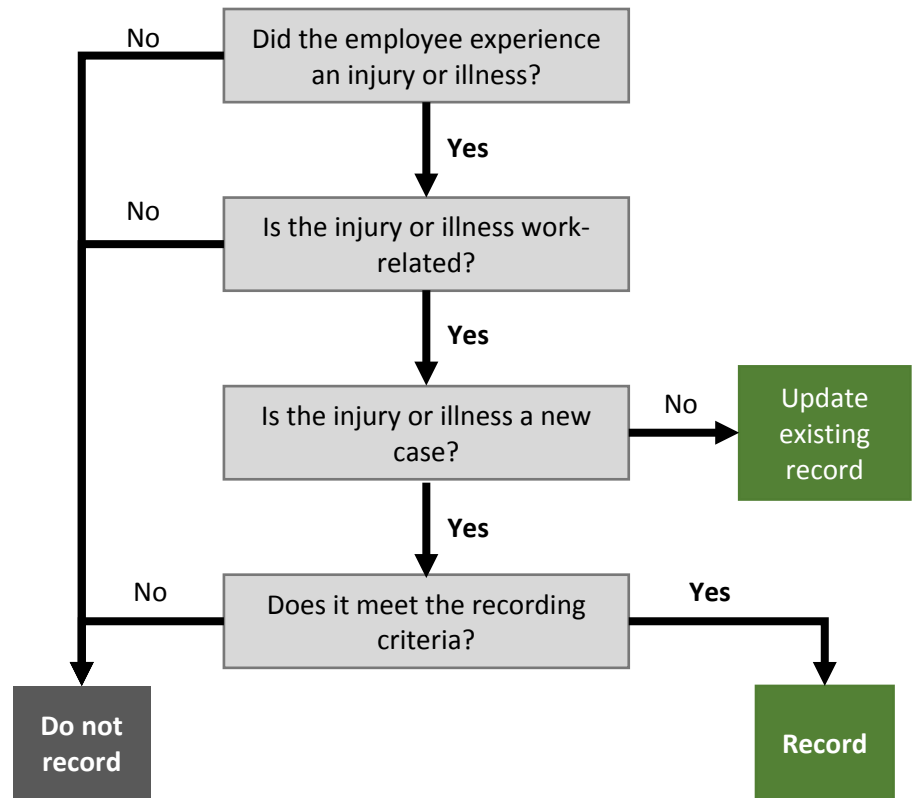 No
Did the employee experience
an injury or illness?
Yes
No
Is the injury or illness work-
related?
Yes
Is the injury or illness a new
case?
No
Update
existing
record
Yes
No
Does it meet the recording
criteria?
Yes
Do not
record
Record